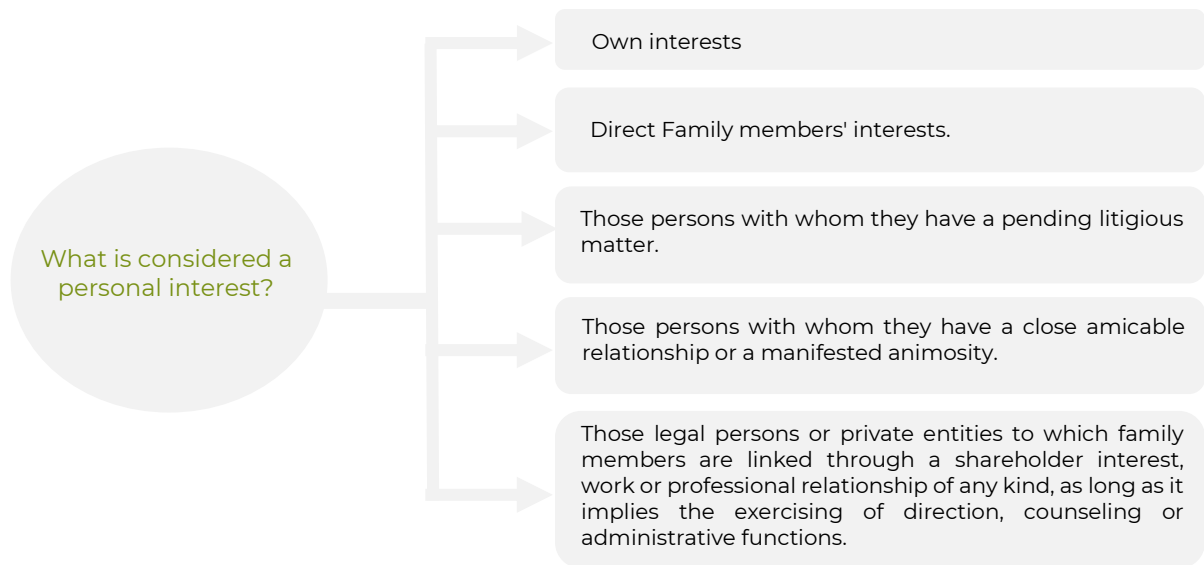 What is considered a
personal interest?
Own interests
Direct Family members' interests.
Those persons with whom they have a pending litigious
matter.
Those persons with whom they have a close amicable
relationship or a manifested animosity.
Those legal persons or private entities to which family
members are linked through a shareholder interest,
work or professional relationship of any kind, as long as it
implies the exercising of direction, counseling or
administrative functions.